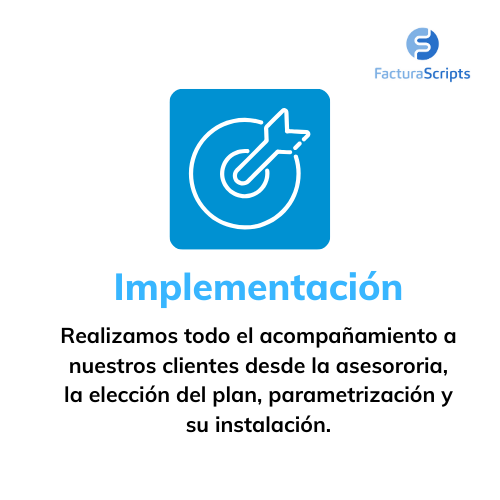 FacturaScripts
Implementación
Realizamos todo el acompañamiento a
nuestros clientes desde la asesororia,
la elección del plan, parametrización y
su instalación.